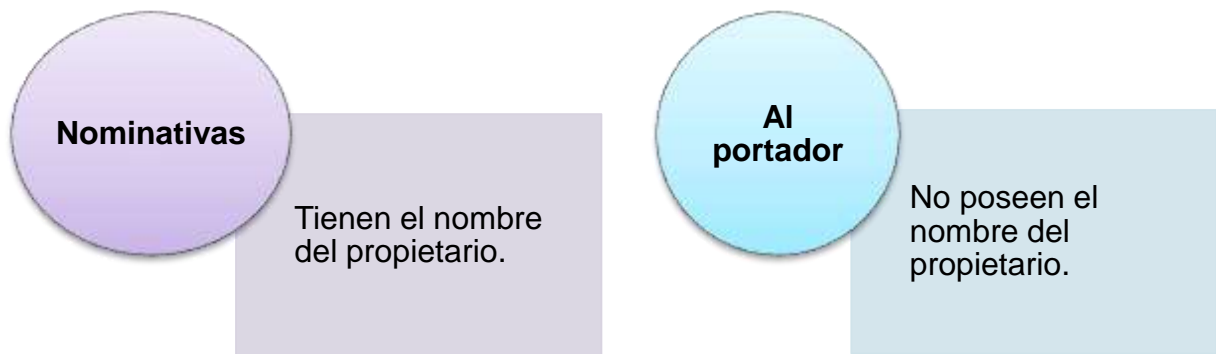 Nominativas
Tienen el nombre
del propietario.
Al
portador
No poseen el
nombre del
propietario.